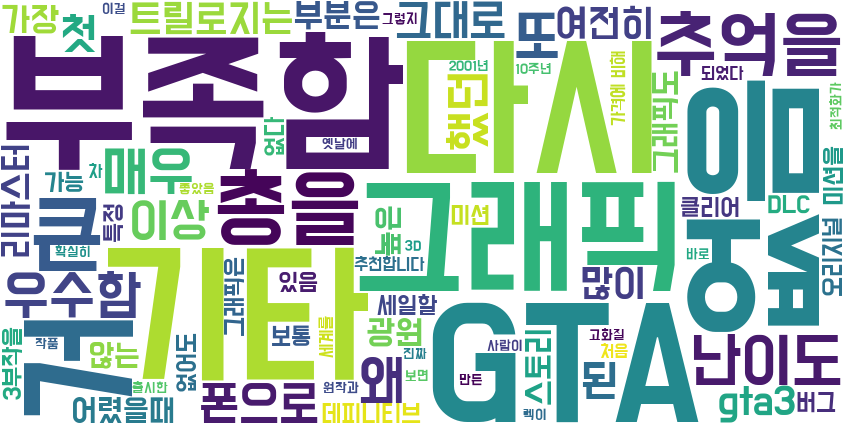 가장
이걸
트릴로지는
부분은
그렇지
그대로
또
여전히
추억을
첫
부족함
다시
했던
2001년
10주년
가격에 비해
그래픽도
되었다
최적화가
음
리마스터
매우
옛날에
없다
가능
차
좋았음
특정
이상
총을
큰
확실히
높은
3D
미션
그래픽
클리어
DLC
미션을
오리지널
바로
높
우수함
기타
그래픽은
있음
추천합니다
많이
세일할
구
3부작을
작품
않는
출시한
없어도
보통
세계를
광원
진짜
왜
보면
GTA
사람이
스토리
고화질
처음
된
난이도
어렸을때
폰으로
원작과
데피니티브
만든
렉이
gta3
버그